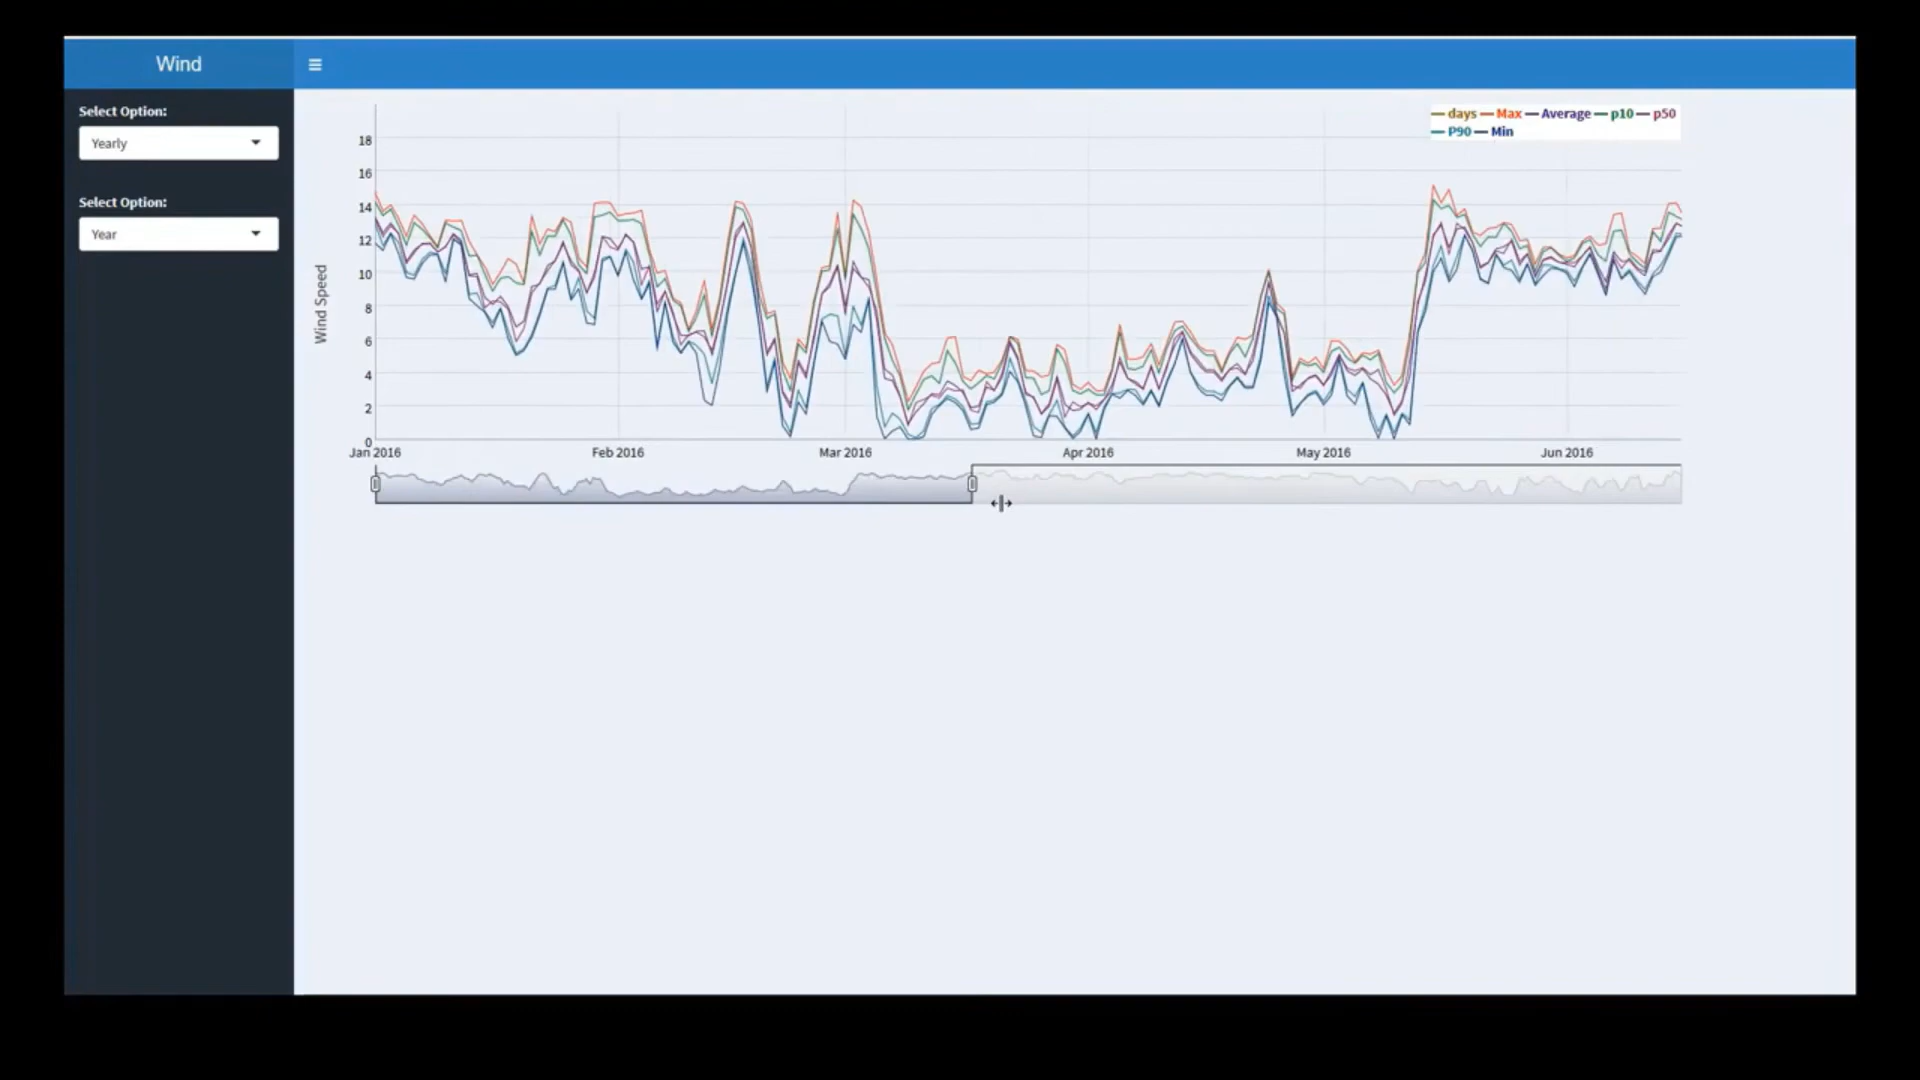 Wind
Select Option:
Yearly
Select Option:
Year
days Max Average p10 p50
P90 Min
Wind Speed
18
16
14
12
10
8
6
4
2
0
Jan 2016 Feb 2016 Mar 2016 Apr 2016 May 2016 Jun 2016